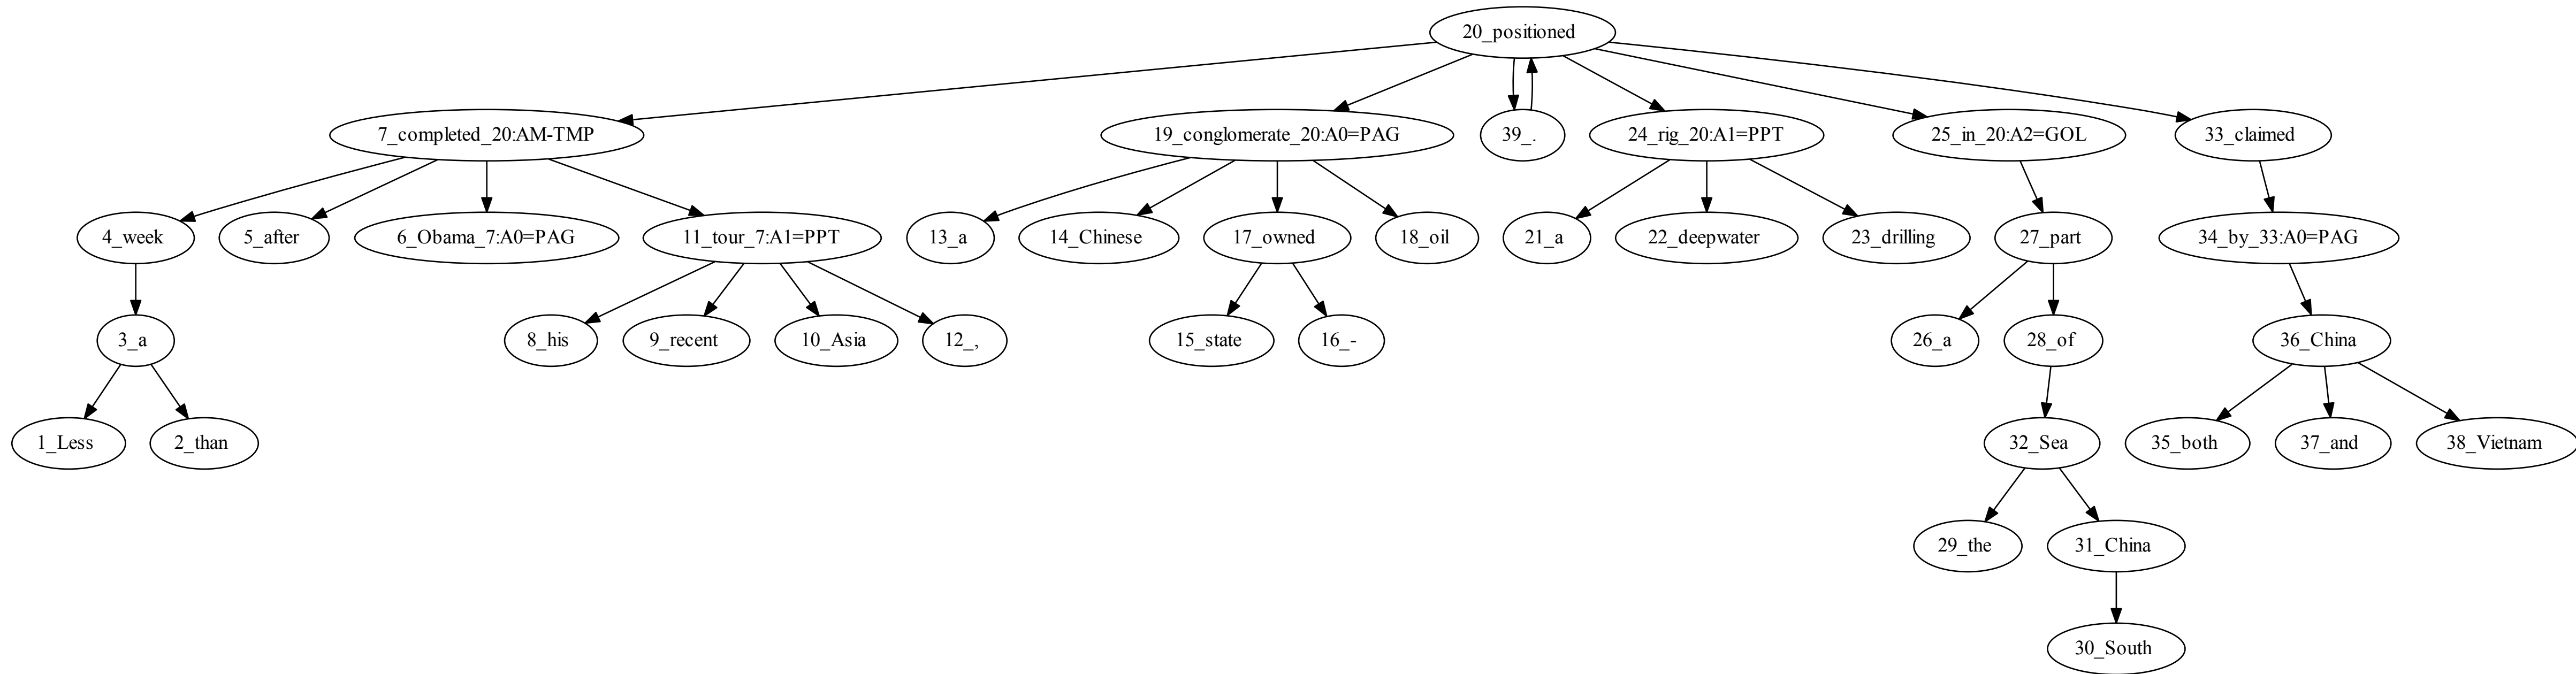 20_positioned
7_completed_20:AM-TMP 19_conglomerate_20:A0=PAG 39_. 24_rig_20:A1=PPT 25_in_20:A2=GOL 33_claimed
4_week 5_after 6_Obama_7:A0=PAG 11_tour_7:A1=PPT 13_a 14_Chinese 17_owned 18_oil 21_a 22_deepwater 23_drilling 27_part 34_by_33:A0=PAG
3_a 8_his 9_recent 10_Asia 12_, 15_state 16_- 26_a 28_of 36_China
1_Less 2_than 32_Sea 35_both 37_and 38_Vietnam
29_the 31_China
30_South